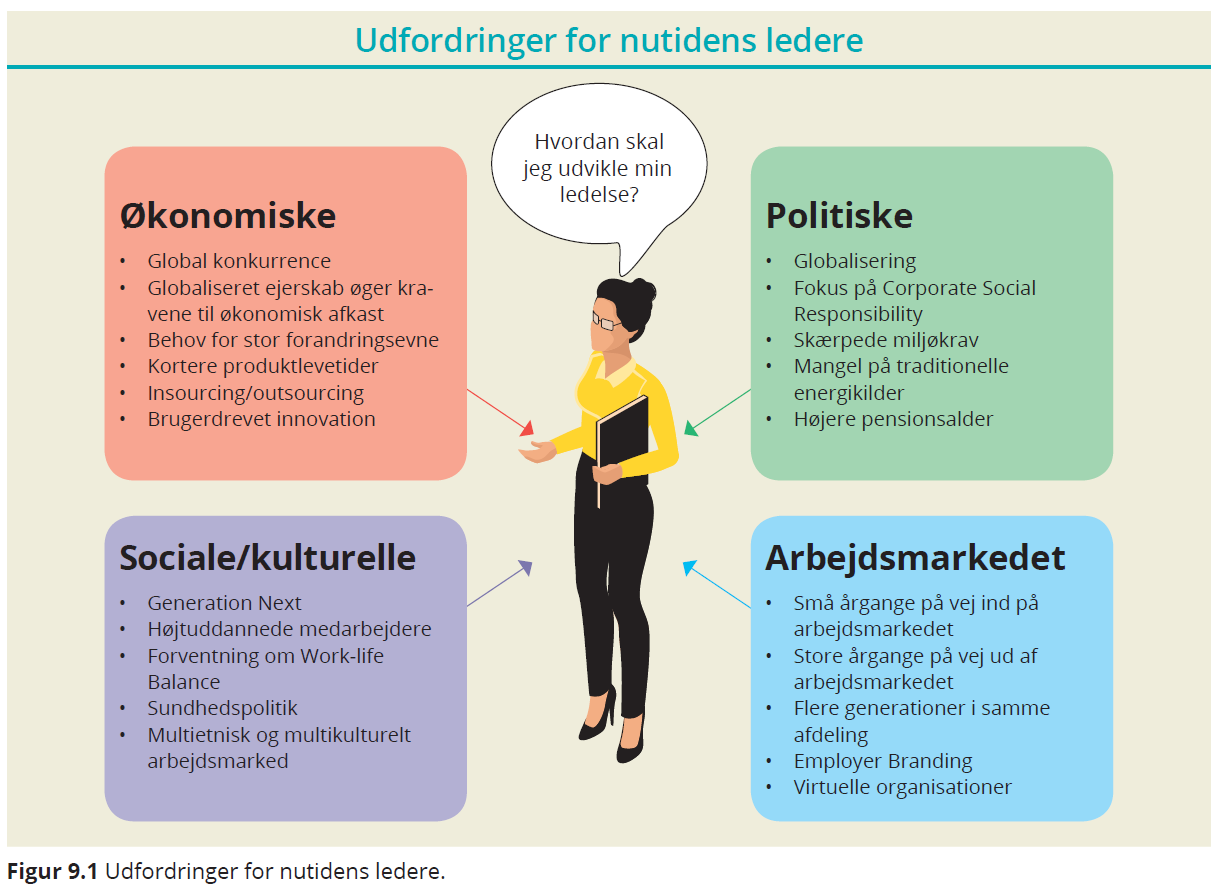 Udfordringer for nutidens ledere
Hvordan skal
jeg udvikle min
ledelse?
Økonomiske
• Global konkurrence
• Globaliseret ejerskab øger kra-
vene til økonomisk afkast
• Behov for stor forandringsevne
• Kortere produktlevetider
• Insourcing/outsourcing
• Brugerdrevet innovation
Politiske
• Globalisering
• Fokus på Corporate Social
Responsibility
• Skærpede miljøkrav
• Mangel på traditionelle
energikilder
• Højere pensionsalder
Sociale/kulturelle
• Generation Next
• Højtuddannede medarbejdere
• Forventning om Work-life
Balance
• Sundhedspolitik
• Multietnisk og multikulturelt
arbejdsmarked
Arbejdsmarkedet
• Små årgange på vej ind på
arbejdsmarkedet
• Store årgange på vej ud af
arbejdsmarkedet
• Flere generationer i samme
afdeling
• Employer Branding
• Virtuelle organisationer
Figur 9.1 Udfordringer for nutidens ledere.